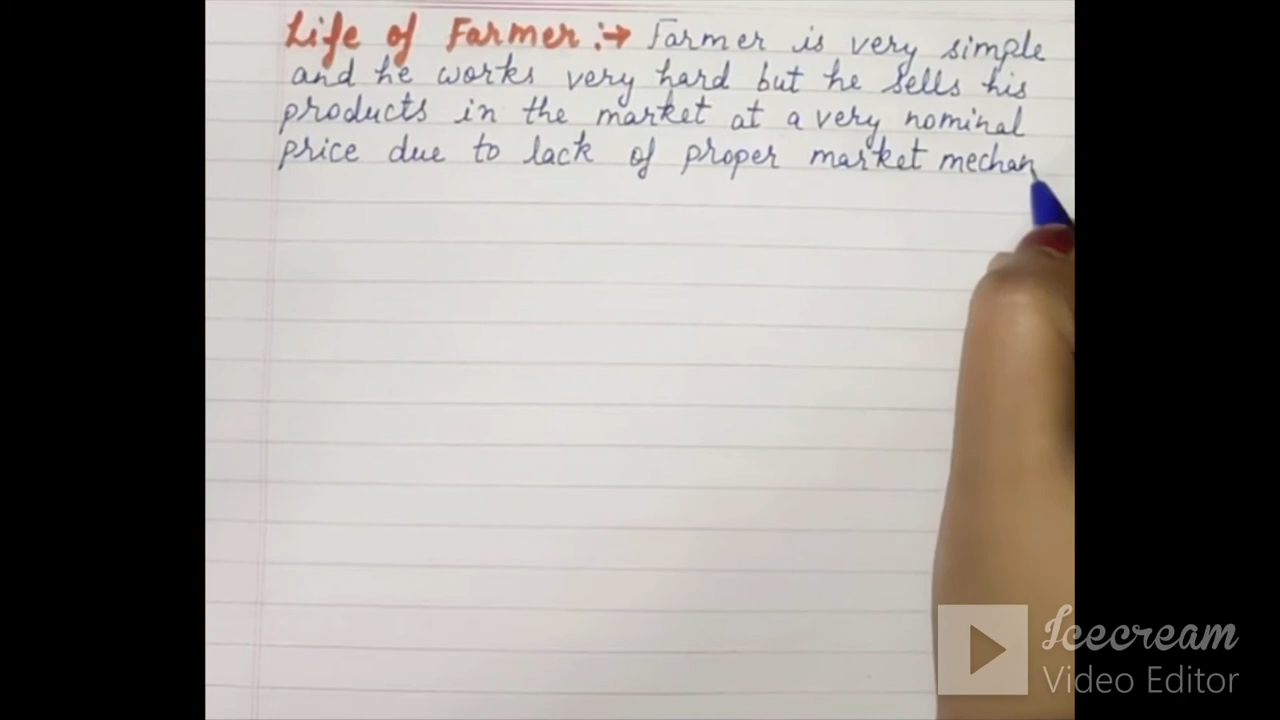 Life of Farmer :→ Farmer is very simple
and he works very hard but he sells his
products in the market at a very nominal
price due to lack of proper market mechan
Icecream
Video Editor